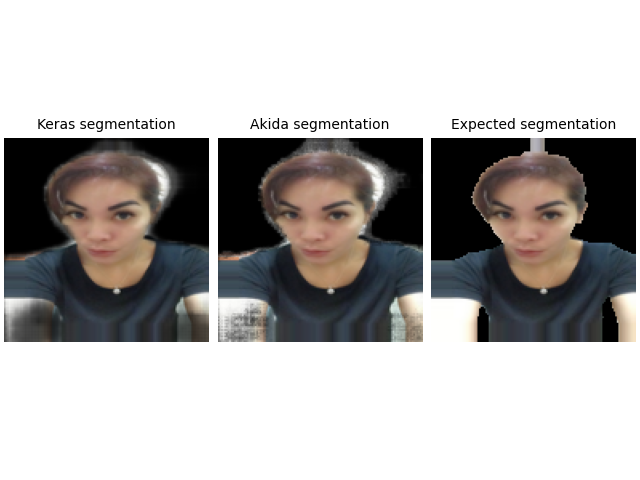 Keras segmentation
Akida segmentation
Expected segmentation